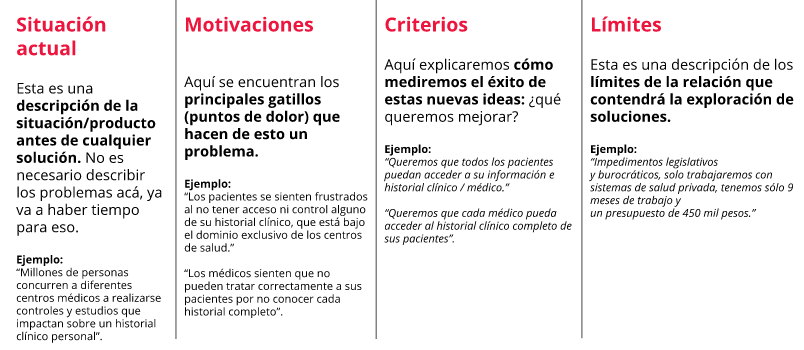 Situación
actual
Esta es una
descripción de la
situación/producto
antes de cualquier
solución. No es
necesario describir
los problemas acá, ya
va a haber tiempo
para eso.
Ejemplo:
“Millones de personas
concurren a diferentes
centros médicos a realizarse
controles y estudios que
impactan sobre un historial
clínico personal”.
Motivaciones
Aquí se encuentran los
principales gatillos
(puntos de dolor) que
hacen de esto un
problema.
Ejemplo:
“Los pacientes se sienten frustrados
al no tener acceso ni control alguno
de su historial clínico, que está bajo
el dominio exclusivo de los centros
de salud.”
“Los médicos sienten que no
pueden tratar correctamente a sus
pacientes por no conocer cada
historial completo”.
Criterios
Aquí explicaremos cómo
mediremos el éxito de
estas nuevas ideas: ¿qué
queremos mejorar?
Ejemplo:
“Queremos que todos los pacientes
puedan acceder a su información e
historial clínico / médico.”
“Queremos que cada médico pueda
acceder al historial clínico completo de
sus pacientes”.
Límites
Esta es una descripción de los
límites de la relación que
contendrá la exploración de
soluciones.
Ejemplo:
“Impedimentos legislativos
y burocráticos, solo trabajaremos con
sistemas de salud privada, tenemos sólo 9
meses de trabajo y
un presupuesto de 450 mil pesos.”